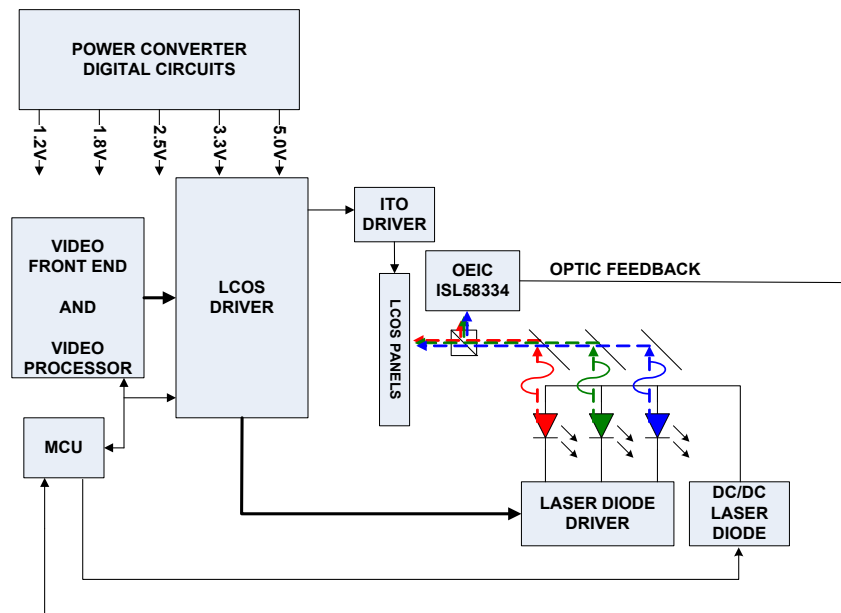 POWER CONVERTER
DIGITAL CIRCUITS
1.2V
1.8V
2.5V
3.3V
5.0V
ITO
DRIVER
VIDEO
FRONT END
AND
VIDEO
PROCESSOR
LCOS
DRIVER
OEIC
ISL58334
OPTIC FEEDBACK
LCOS PANELS
MCU
LASER DIODE
DRIVER
DC/DC
LASER
DIODE